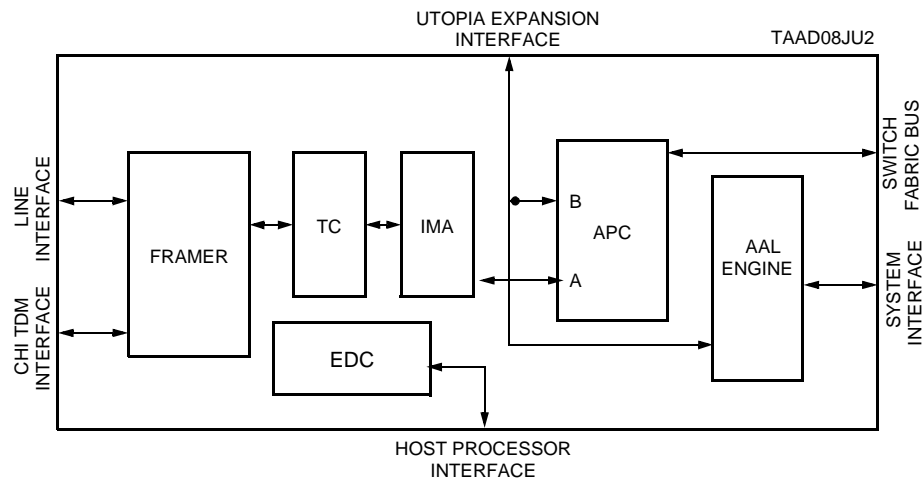 UTOPIA EXPANSION
INTERFACE
TAAD08JU2
LINE
INTERFACE
CHI TDM
INTERFACE
FRAMER
TC
IMA
B
APC
A
AAL
ENGINE
EDC
SWITCH
FABRIC BUS
SYSTEM
INTERFACE
HOST PROCESSOR
INTERFACE